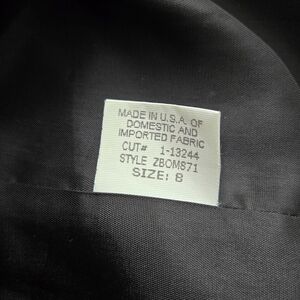 MADE IN U.S.A. OF
DOMESTIC AND
IMPORTED FABRIC
CUT# 1-13244
STYLE ZBOMS71
SIZE: 8